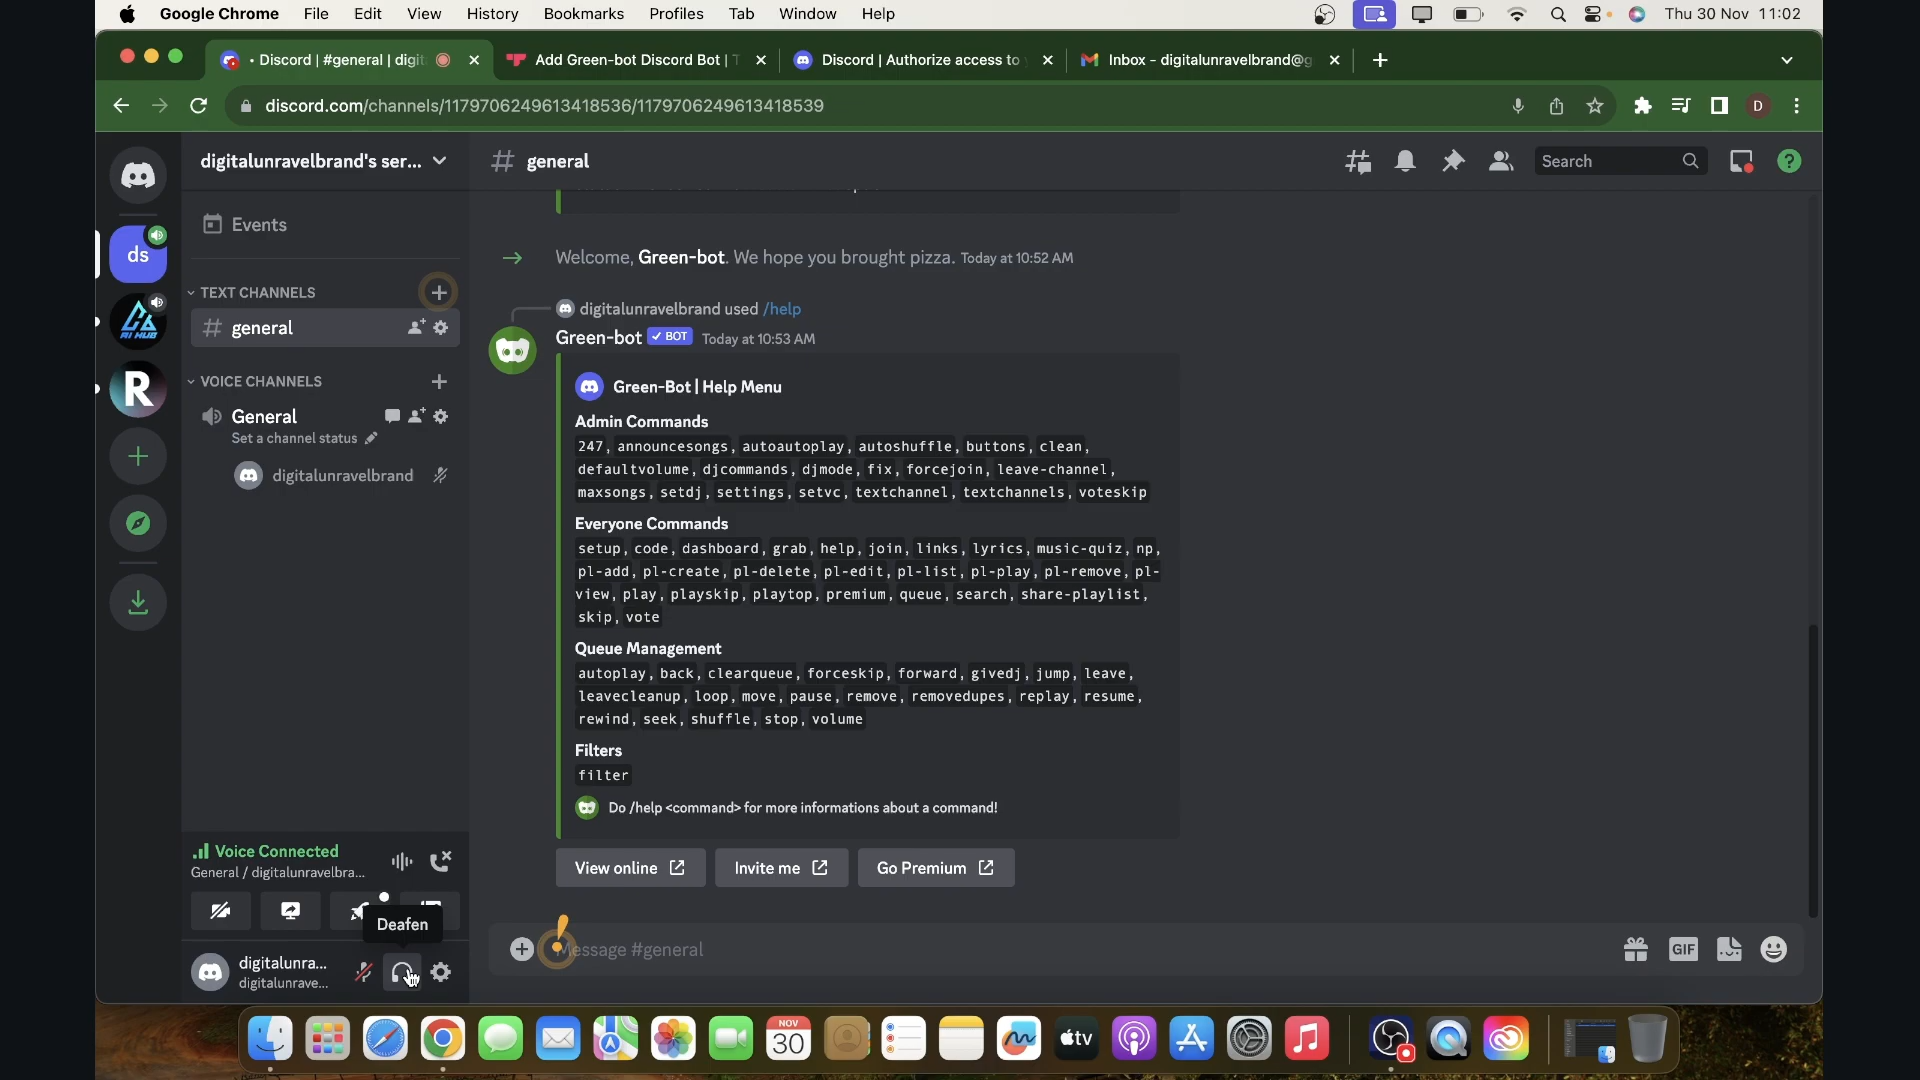 Google Chrome File Edit View History Bookmarks Profiles Tab Window Help Thu 30 Nov 11:02
• Discord | #general | digit Add Green-bot Discord Bot | T Discord | Authorize access to Inbox - digitalunravelbrand@g
discord.com/channels/1179706249613418536/1179706249613418539 D
digitalunravelbrand's ser... general Search
Events
ds
TEXT CHANNELS
general
AI HUB
VOICE CHANNELS
R
General
Set a channel status
digitalunravelbrand
Welcome, Green-bot. We hope you brought pizza. Today at 10:52 AM
digitalunravelbrand used /help
Green-bot ✓ BOT Today at 10:53 AM
Green-Bot | Help Menu
Admin Commands
247, announcesongs, autoautoplay, autoshuffle, buttons, clean,
defaultvolume, djcommands, djmode, fix, forcejoin, leave-channel,
maxsongs, setdj, settings, setvc, textchannel, textchannels, voteskip
Everyone Commands
setup, code, dashboard, grab, help, join, links, lyrics, music-quiz, np,
pl-add, pl-create, pl-delete, pl-edit, pl-list, pl-play, pl-remove, pl-
view, play, playskip, playtop, premium, queue, search, share-playlist,
skip, vote
Queue Management
autoplay, back, clearqueue, forceskip, forward, givedj, jump, leave,
leavecleanup, loop, move, pause, remove, removedupes, replay, resume,
rewind, seek, shuffle, stop, volume
Filters
filter
Do /help <command> for more informations about a command!
View online Invite me Go Premium
Voice Connected
General / digitalunravelbra...
Deafen
Message #general GIF
digitalunra...
digitalunrave...
NOV
30
tv